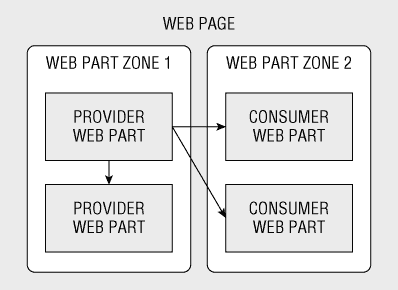 WEB PAGE
WEB PART ZONE 1
PROVIDER
WEB PART
PROVIDER
WEB PART
WEB PART ZONE 2
CONSUMER
WEB PART
CONSUMER
WEB PART